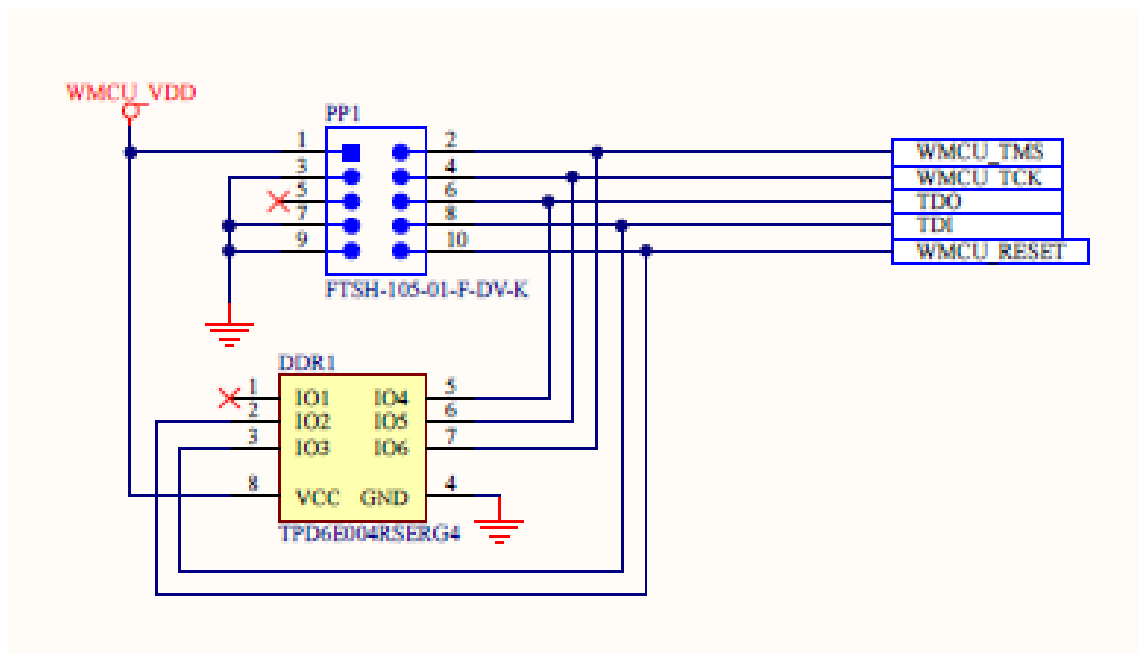 WMCU_VDD
PP1
1 2
3 4
5 6
7 8
9 10
WMCU_TMS
WMCU_TCK
TDO
TDI
WMCU_RESET
FTSH-105-01-F-DV-K
DDR1
1 IO1 IO4 5
2 IO2 IO5 6
3 IO3 IO6 7
8 VCC GND 4
TPD6E004RSERG4